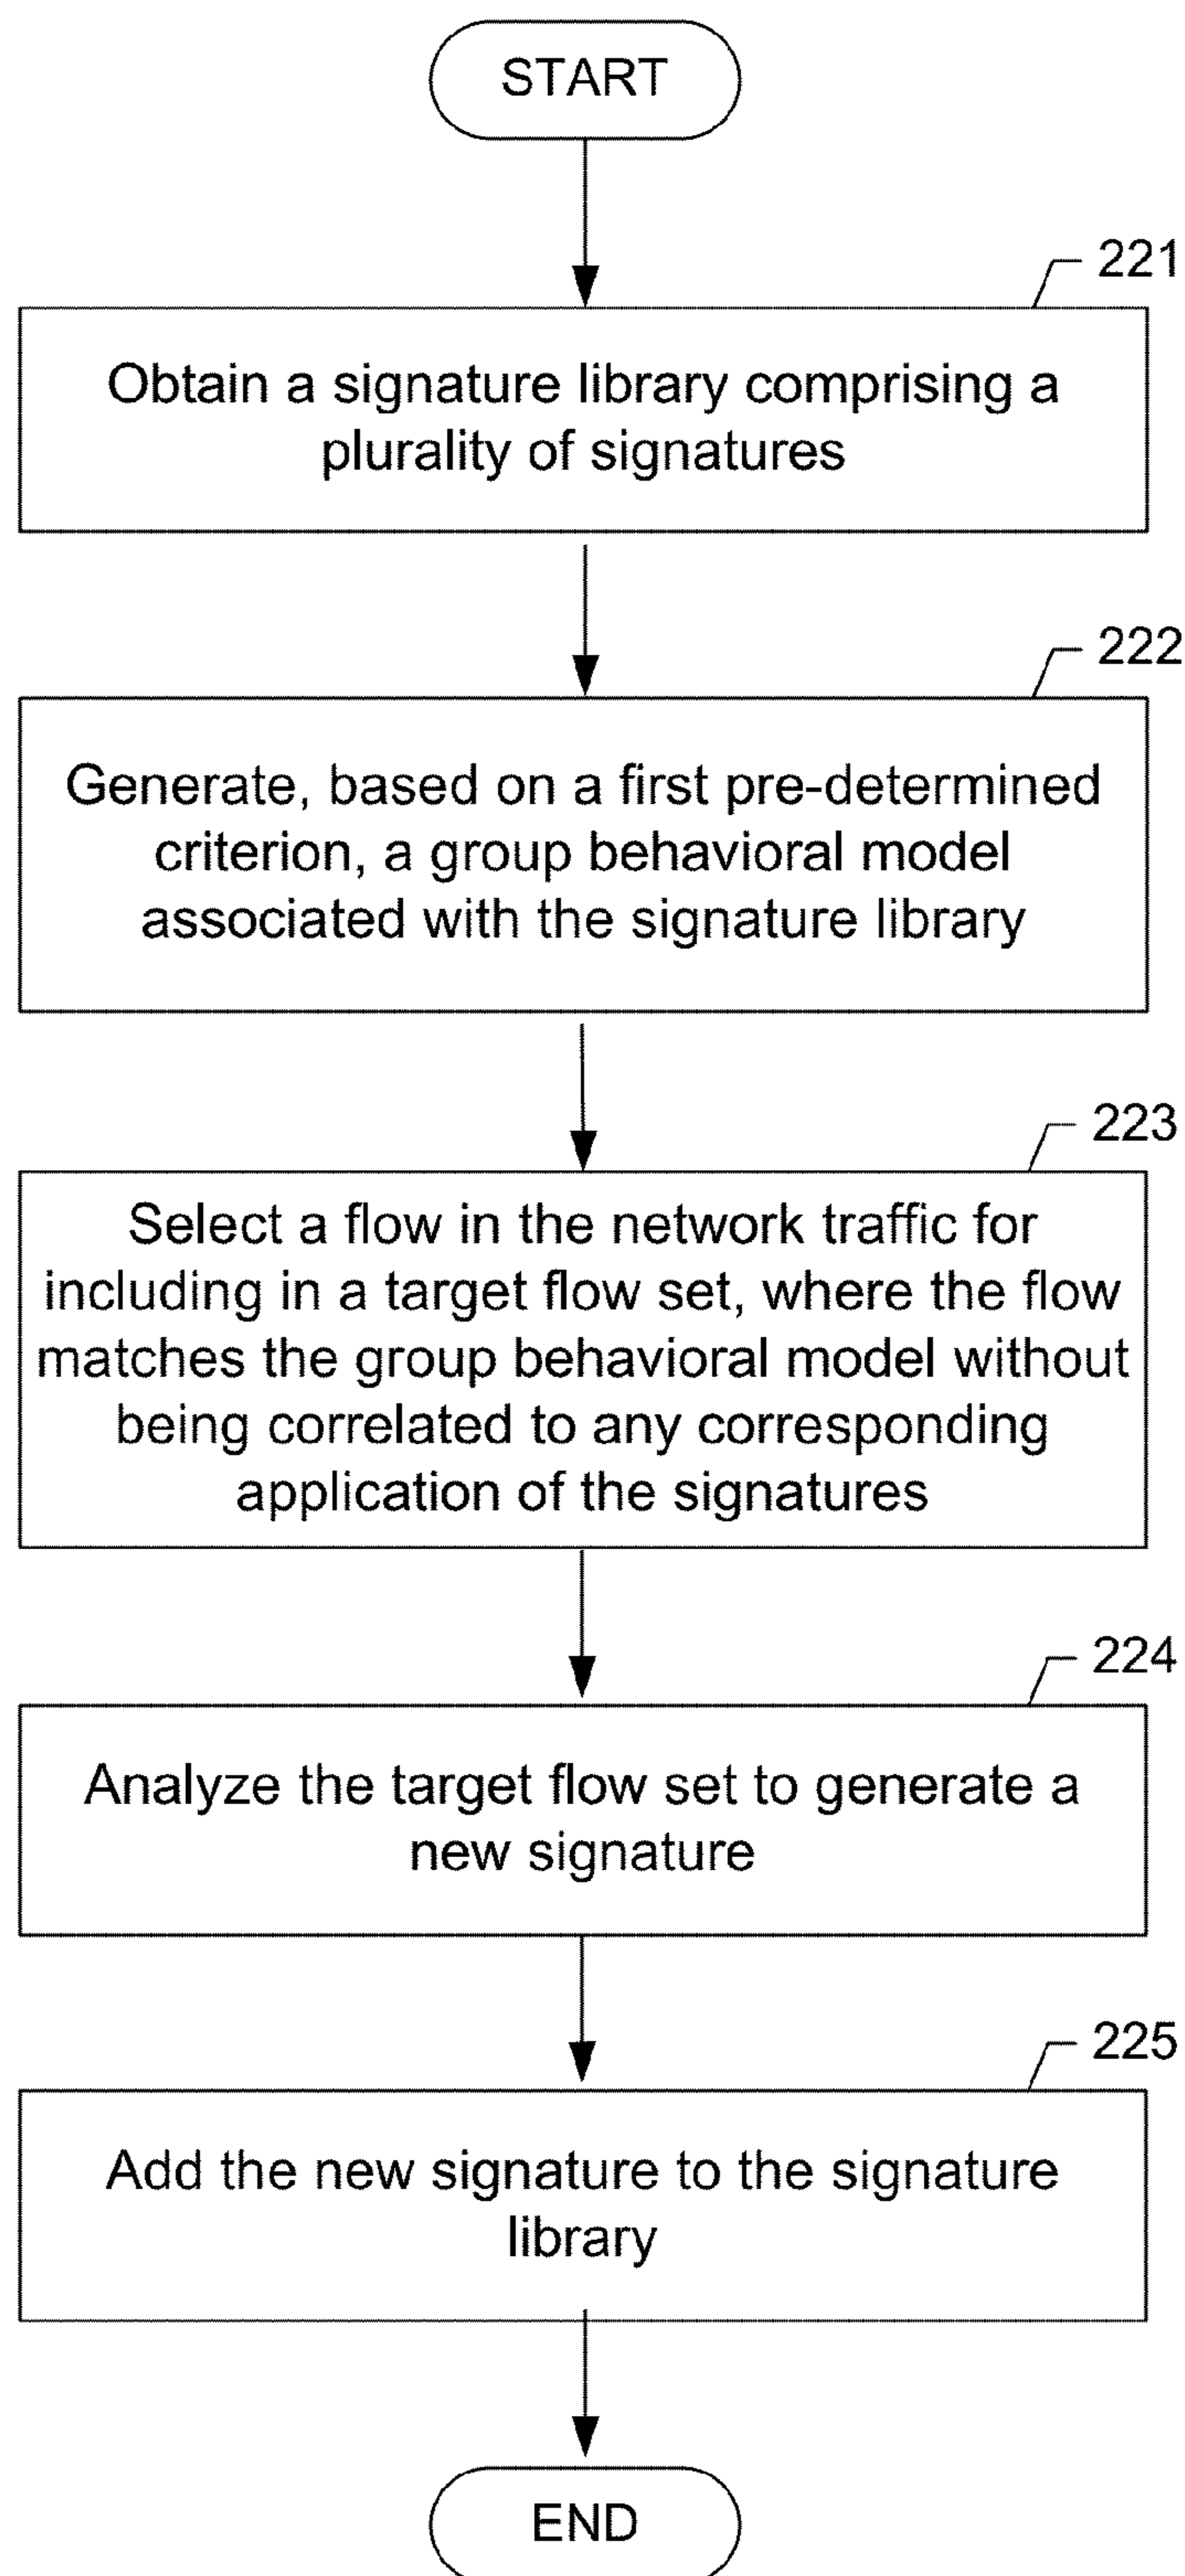 START
221
Obtain a signature library comprising a
plurality of signatures
222
Generate, based on a first pre-determined
criterion, a group behavioral model
associated with the signature library
223
Select a flow in the network traffic for
including in a target flow set, where the flow
matches the group behavioral model without
being correlated to any corresponding
application of the signatures
224
Analyze the target flow set to generate a
new signature
225
Add the new signature to the signature
library
END